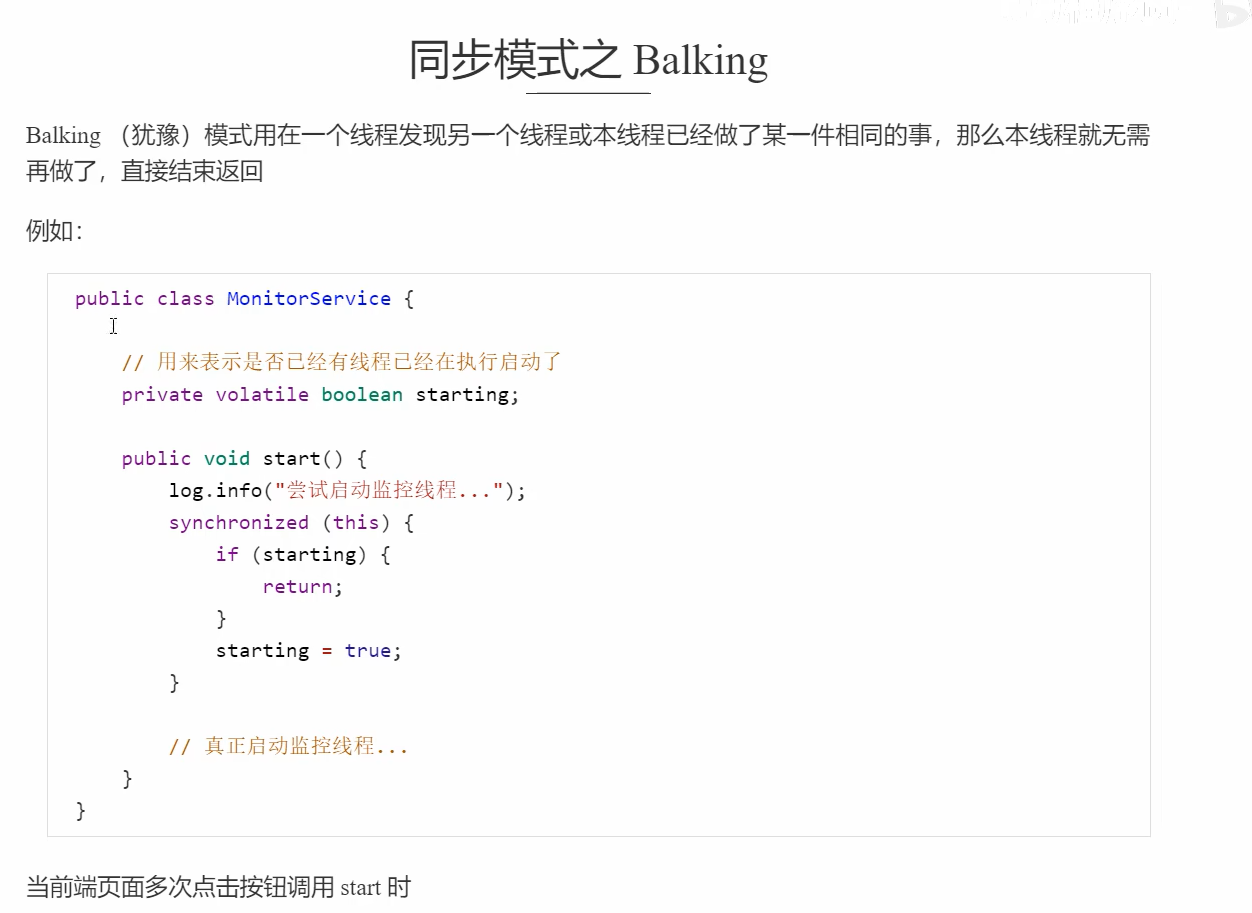 同步模式之 Balking
Balking （犹豫）模式用在一个线程发现另一个线程或本线程已经做了某一件相同的事，那么本线程就无需
再做了，直接结束返回
例如：
public class MonitorService {
// 用来表示是否已经有线程已经在执行启动了
private volatile boolean starting;
public void start() {
log.info("尝试启动监控线程...");
synchronized (this) {
if (starting) {
return;
}
starting = true;
}
// 真正启动监控线程...
}
}
当前端页面多次点击按钮调用 start 时